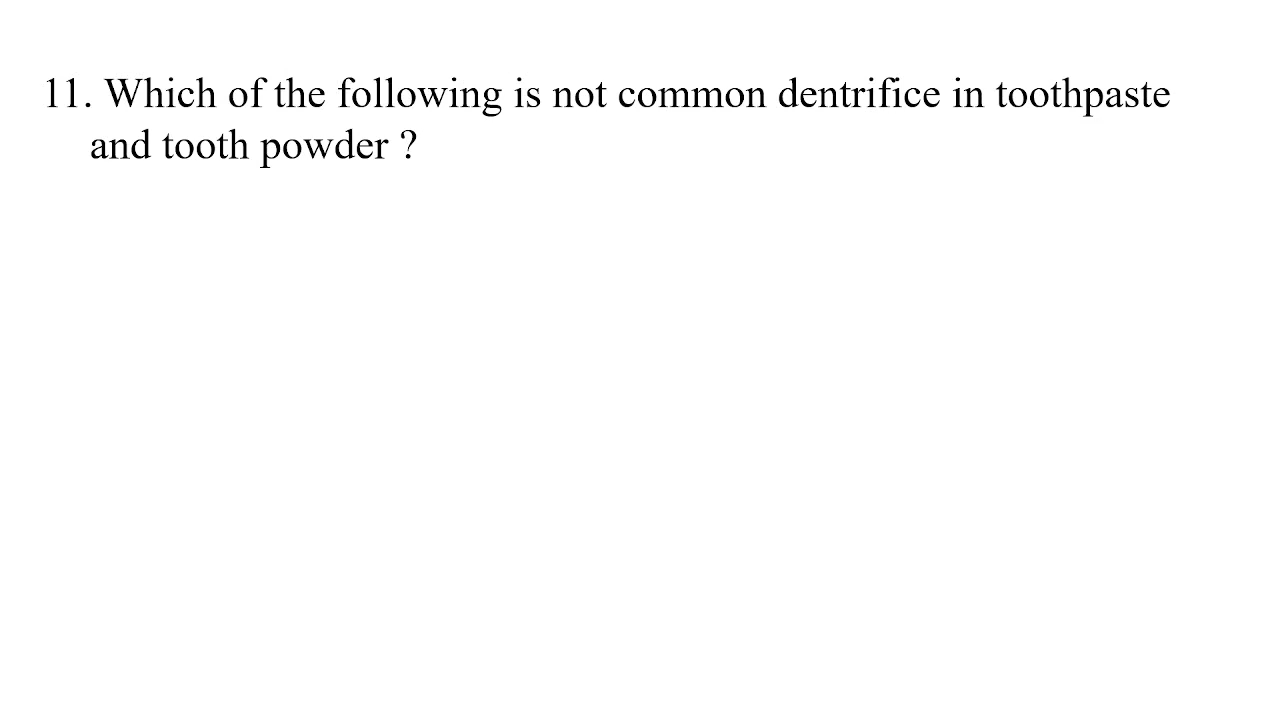 11. Which of the following is not common dentrifice in toothpaste
and tooth powder ?